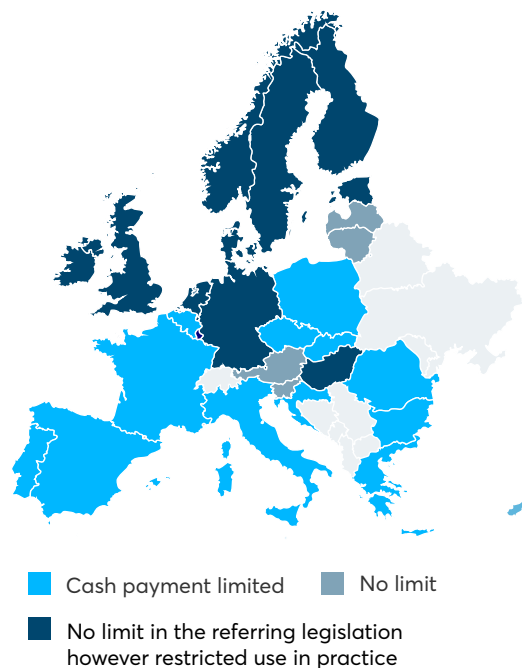 Cash payment limited
No limit
No limit in the referring legislation
however restricted use in practice